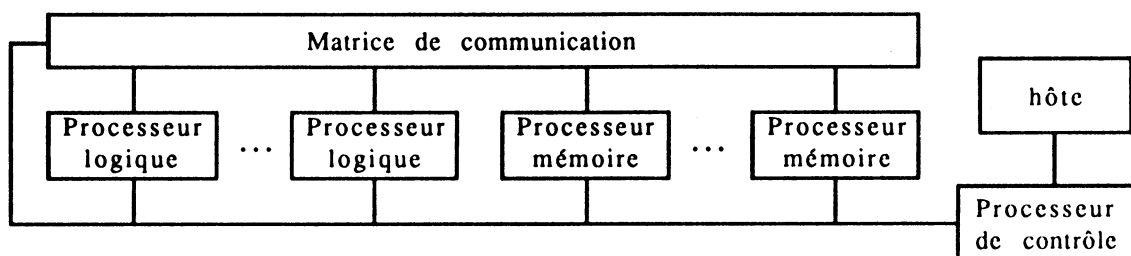 Matrice de communication
hôte
Processeur logique
...
Processeur logique
Processeur mémoire
...
Processeur mémoire
Processeur de contrôle